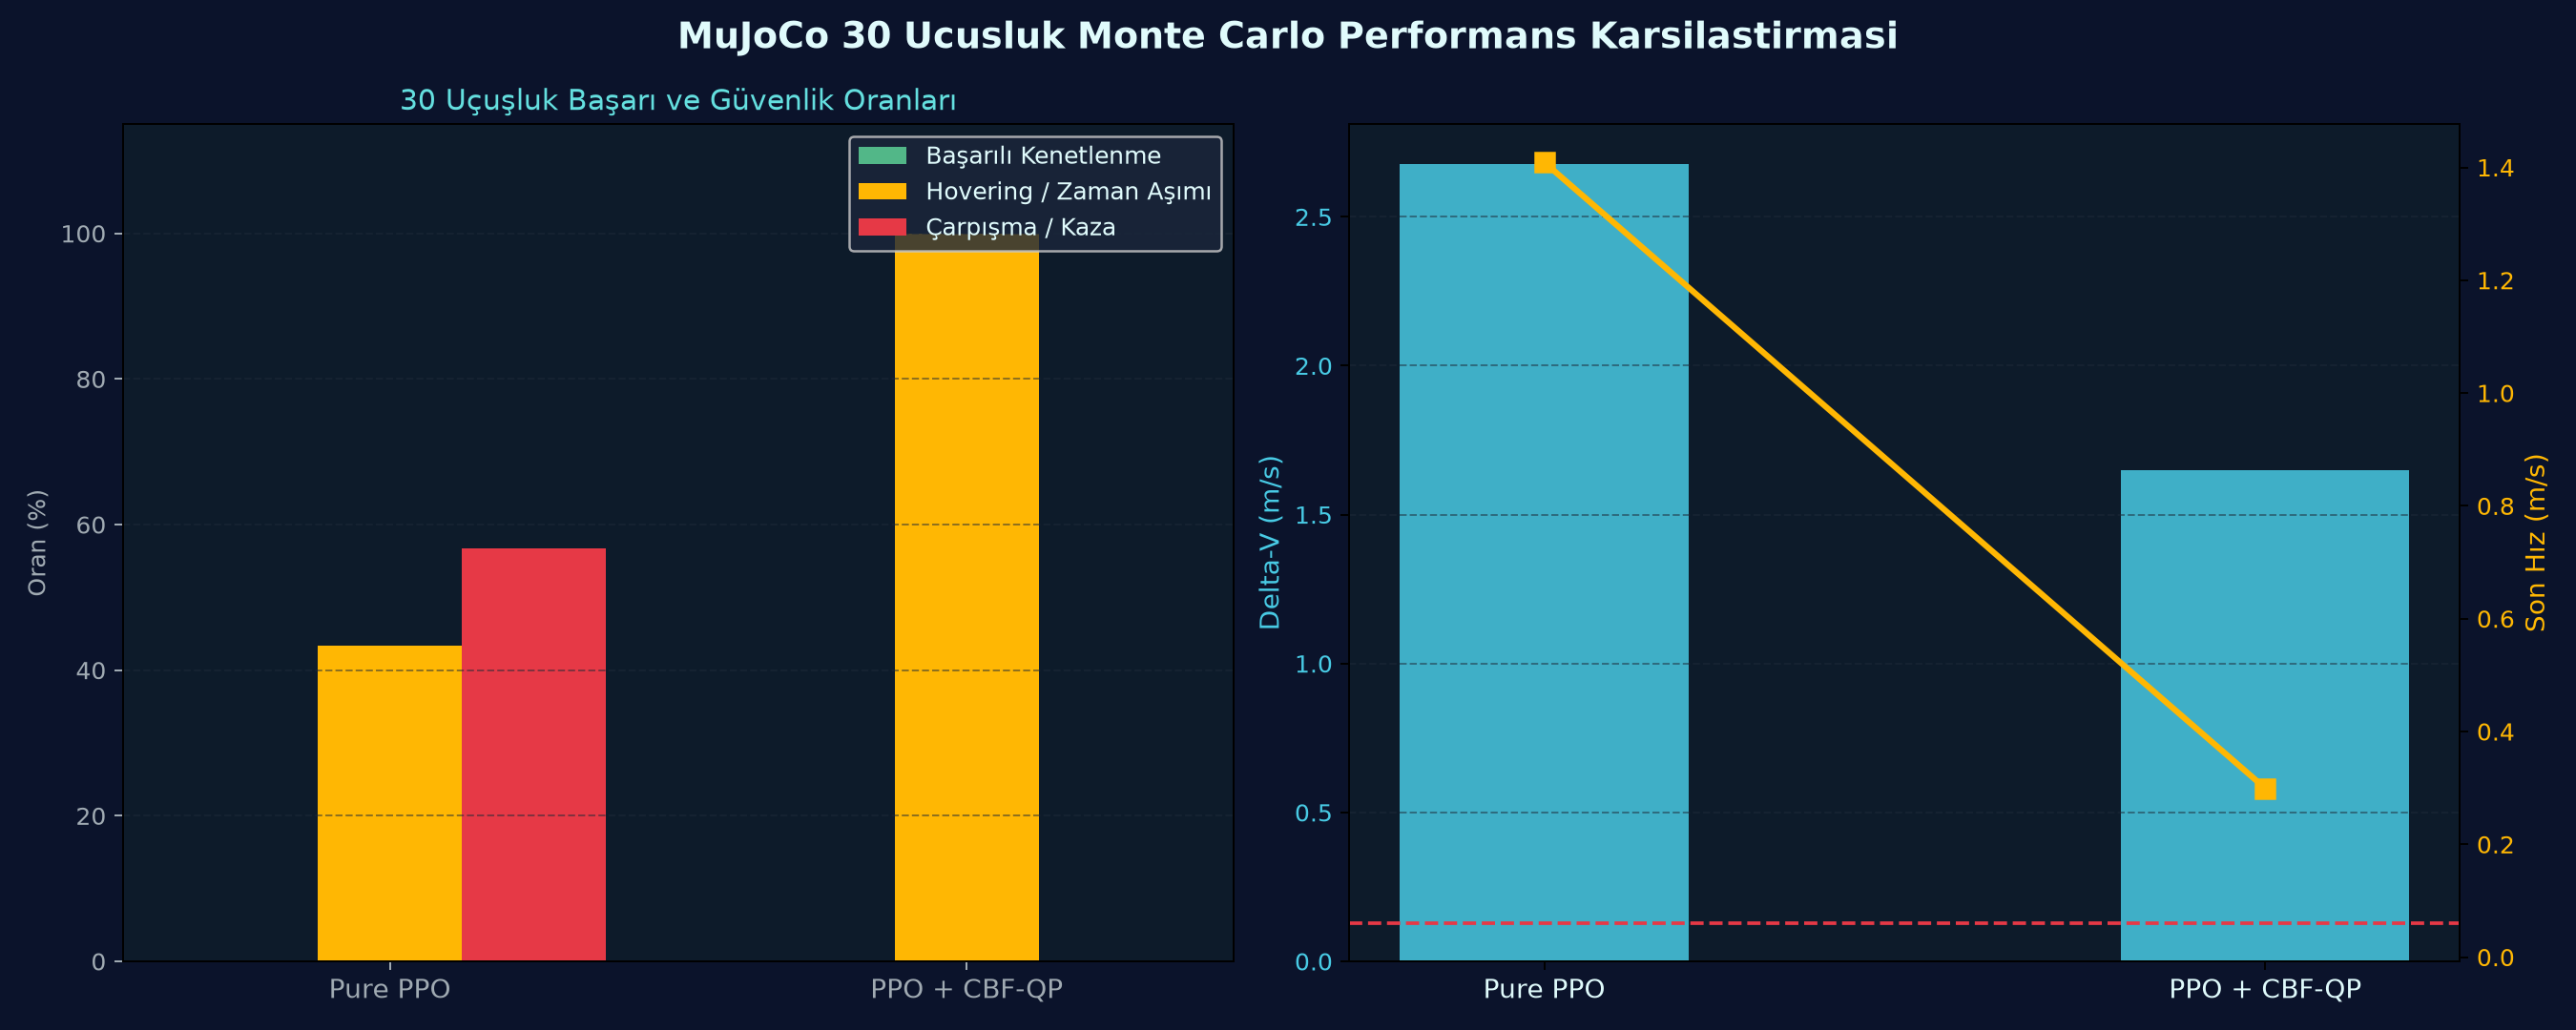 MuJoCo 30 Ucusluk Monte Carlo Performans Karsilastirmasi
30 Uçuşluk Başarı ve Güvenlik Oranları
Başarılı Kenetlenme
Hovering / Zaman Aşımı
Çarpışma / Kaza
Oran (%)
100
80
60
40
20
0
Pure PPO
PPO + CBF-QP
Delta-V (m/s)
2.5
2.0
1.5
1.0
0.5
0.0
Pure PPO
PPO + CBF-QP
1.4
1.2
1.0
0.8
0.6
0.4
0.2
0.0
Son Hız (m/s)